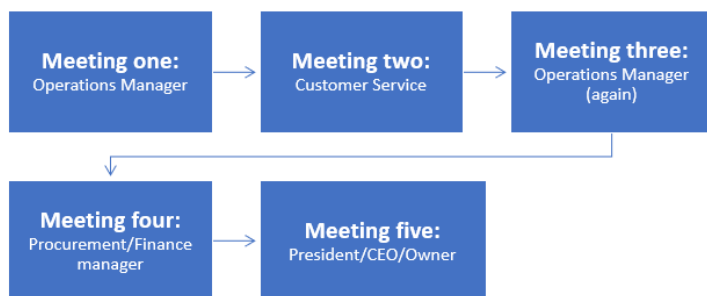 Meeting one:
Operations Manager
Meeting two:
Customer Service
Meeting three:
Operations Manager
(again)
Meeting four:
Procurement/Finance
manager
Meeting five:
President/CEO/Owner